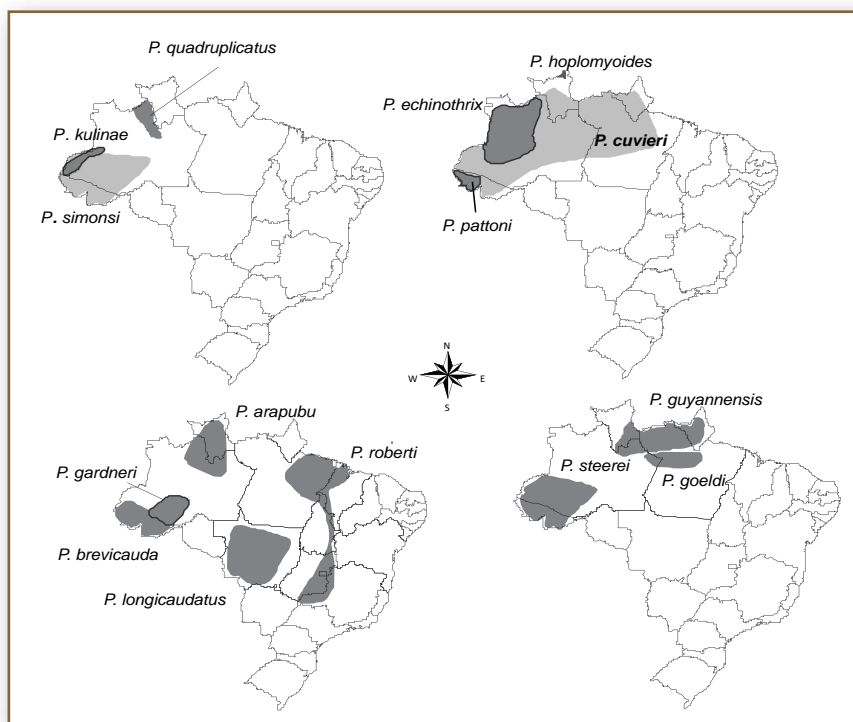 P. quadruplicatus
P. kulinae
P. simonsi
P. hoplomyoides
P. echinothrix
P. cuvieri
P. pattoni
N
W E
S
P. arapubu
P. roberti
P. gardneri
P. brevicauda
P. longicaudatus
P. guyannensis
P. steerei
P. goeldi